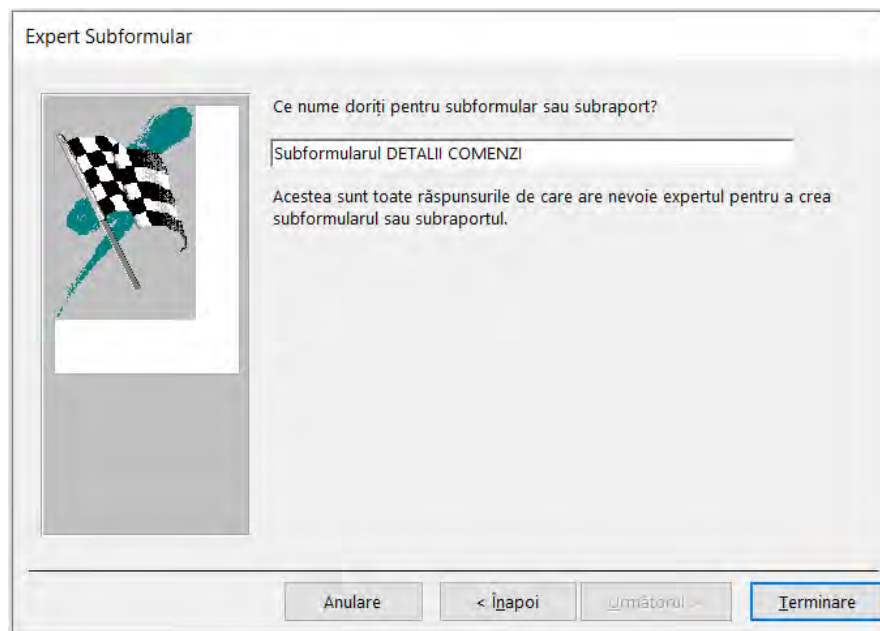 Expert Subformular
Ce nume doriți pentru subformular sau subraport?
Subformularul DETALII COMENZI
Acestea sunt toate răspunsurile de care are nevoie expertul pentru a crea
subformularul sau subraportul.
Anulare
< Înapoi
Următorul >
Terminare